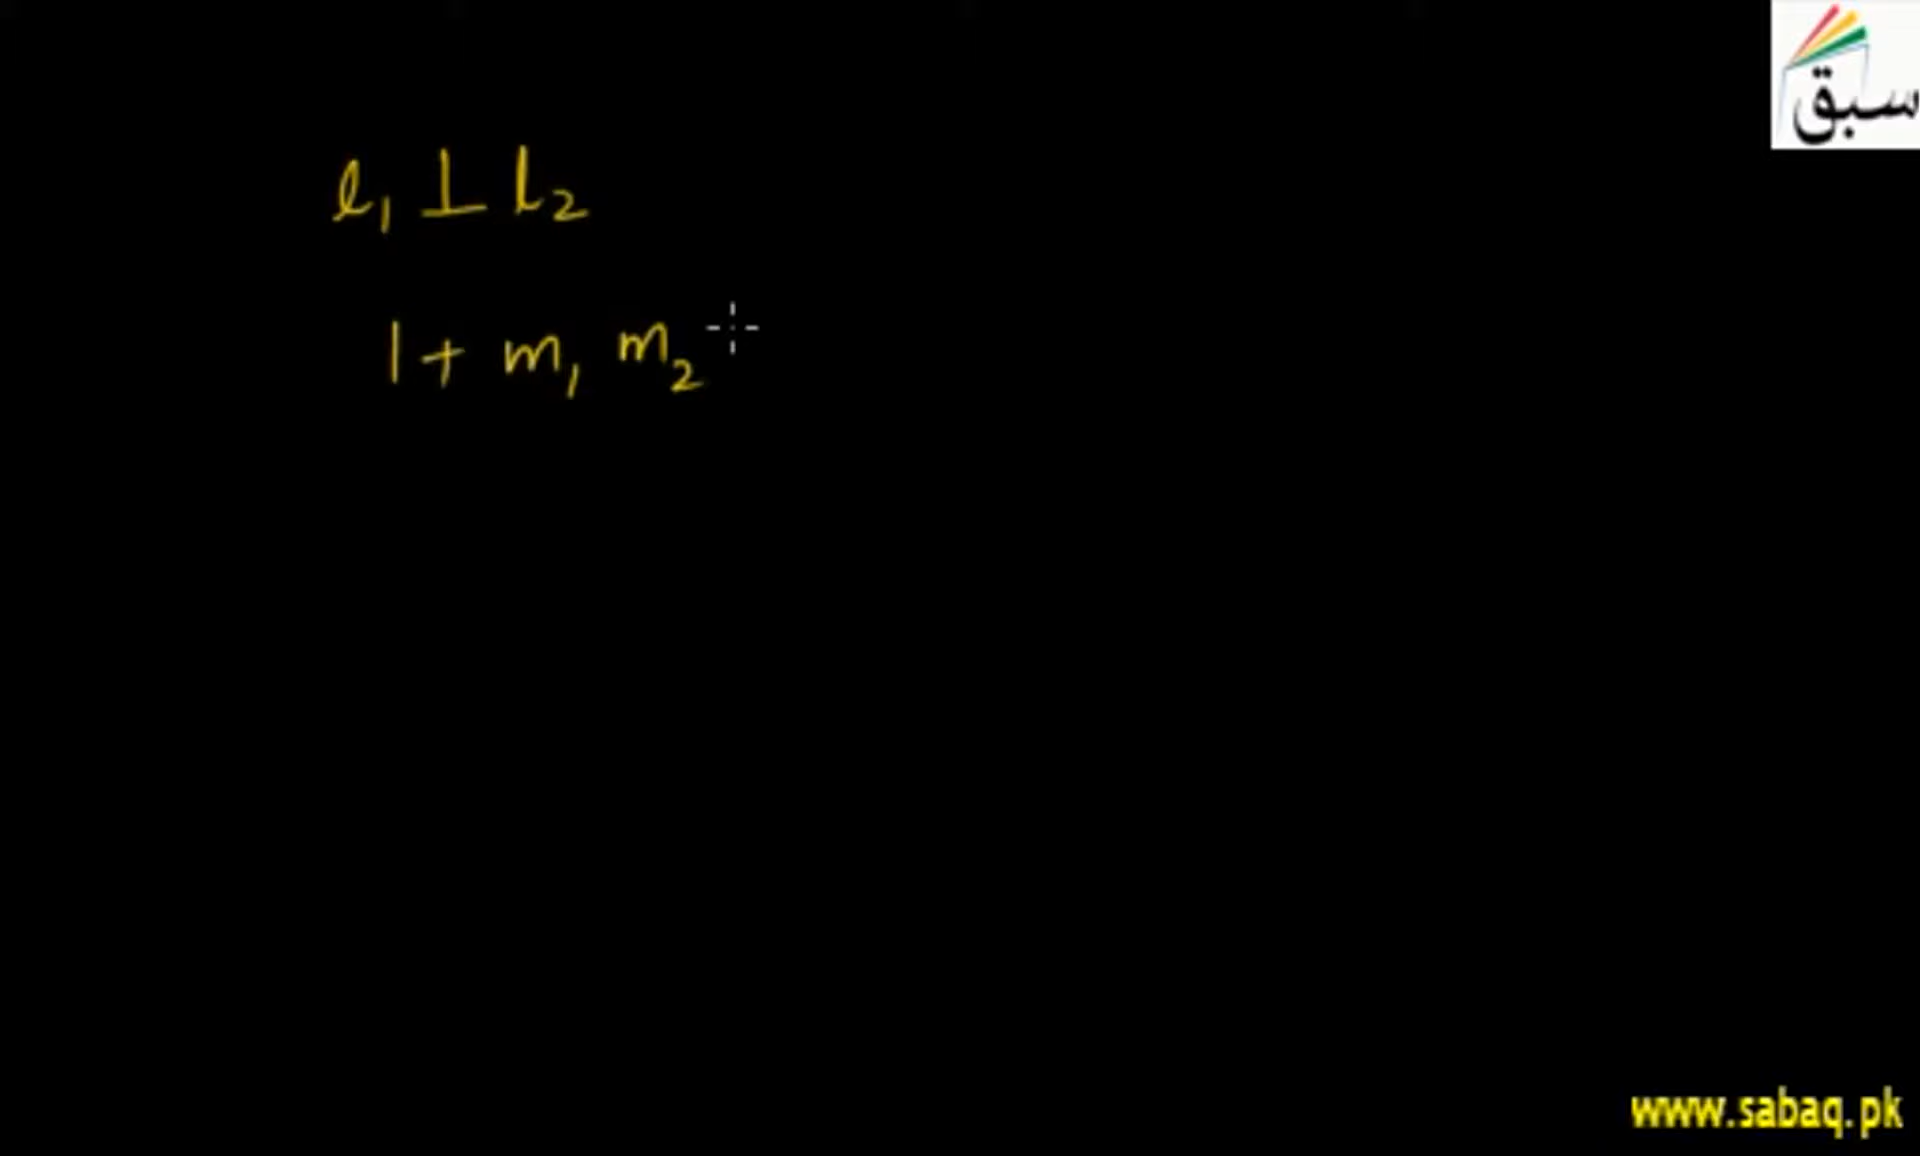 سبق
l₁ ⊥ l₂
1 + m₁ m₂
www.sabaq.pk